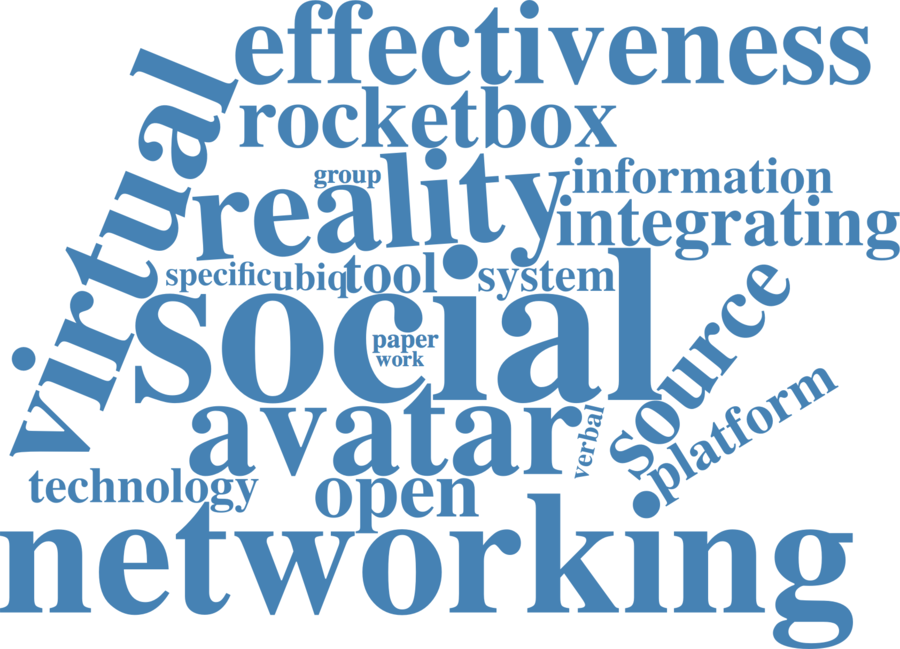 effectiveness
virtual
rocketbox
group
reality
information
integrating
specific
ubiq
tool
system
social
source
paper
work
avatar
verbal
platform
technology
open
networking